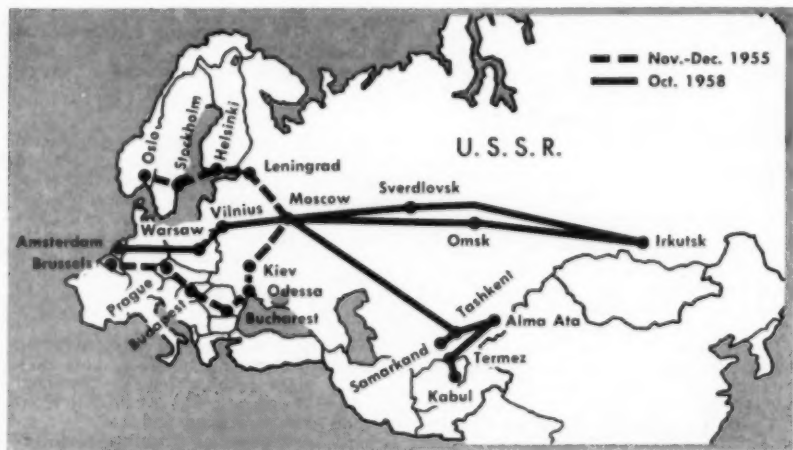 Nov.-Dec. 1955
Oct. 1958
U. S. S. R.
Oslo
Stockholm
Helsinki
Leningrad
Sverdlovsk
Moscow
Vilnius
Warsaw
Omsk
Irkutsk
Amsterdam
Brussels
Kiev
Odessa
Prague
Budapest
Bucharest
Tashkent
Alma Ata
Samarkand
Termez
Kabul